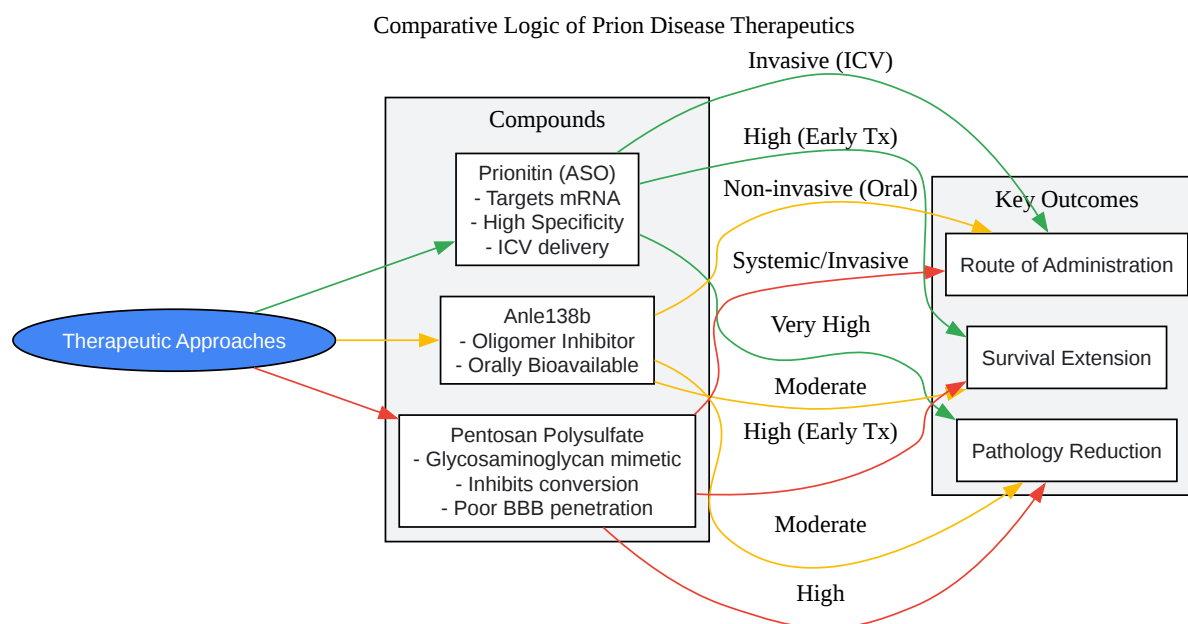 Comparative Logic of Prion Disease Therapeutics
Therapeutic Approaches
Compounds
Prionitin (ASO)
- Targets mRNA
- High Specificity
- ICV delivery
Anle138b
- Oligomer Inhibitor
- Orally Bioavailable
Pentosan Polysulfate
- Glycosaminoglycan mimetic
- Inhibits conversion
- Poor BBB penetration
Invasive (ICV)
High (Early Tx)
Non-invasive (Oral)
Systemic/Invasive
Very High
Moderate
High (Early Tx)
Moderate
High
Key Outcomes
Route of Administration
Survival Extension
Pathology Reduction